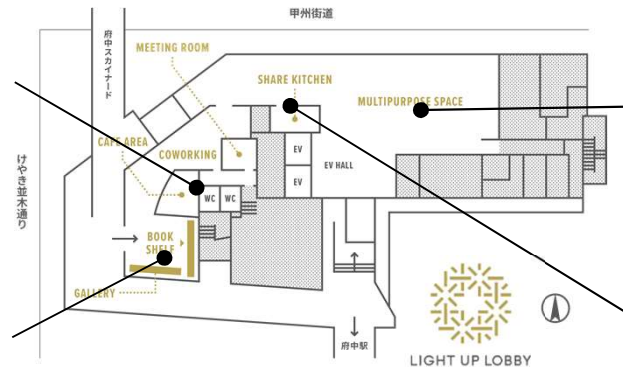 甲州街道
府中スカイナード
MEETING ROOM
SHARE KITCHEN
MULTIPURPOSE SPACE
CAFE AREA
COWORKING
EV
EV HALL
EV
けやき並木通り
WC
WC
BOOK
SHELF
GALLERY
府中駅
LIGHT UP LOBBY